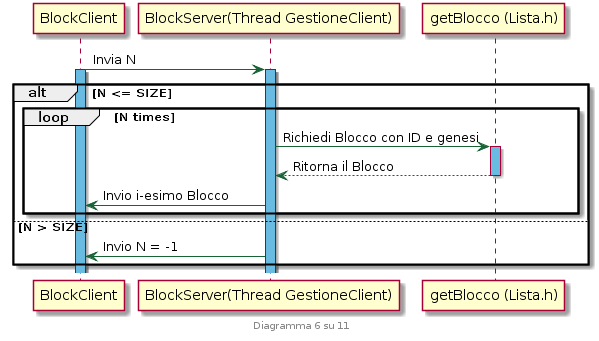 BlockClient BlockServer(Thread GestioneClient) getBlocco (Lista.h)
Invia N
alt [N <= SIZE]
loop [N times]
Richiedi Blocco con ID e genesi
Ritorna il Blocco
Invio i-esimo Blocco
[N > SIZE]
Invio N = -1
BlockClient BlockServer(Thread GestioneClient) getBlocco (Lista.h)
Diagramma 6 su 11